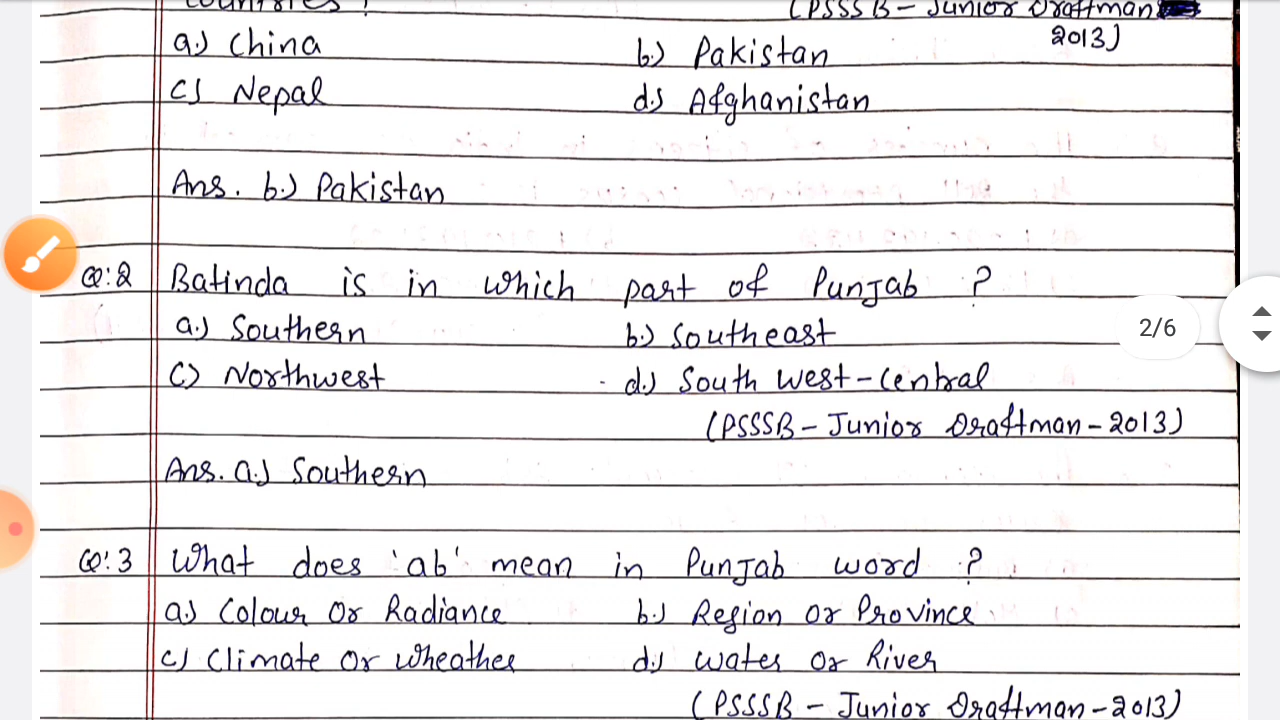 countries ?
(PSSSB - Junior Draftman
2013)
a.) China
b.) Pakistan
c) Nepal
d.) Afghanistan
Ans. b.) Pakistan
Q:2 Batinda is in which part of Punjab ?
a.) Southern
b.) Southeast
2/6
c) Northwest
d.) South west-Central
(PSSSB - Junior Draftman - 2013)
Ans. a.) Southern
Q:3 What does 'ab' mean in Punjab word ?
a.) Colour Or Radiance
b.) Region or Province
c) Climate Or Wheather
d.) Water Or River
(PSSSB - Junior Draftman - 2013)